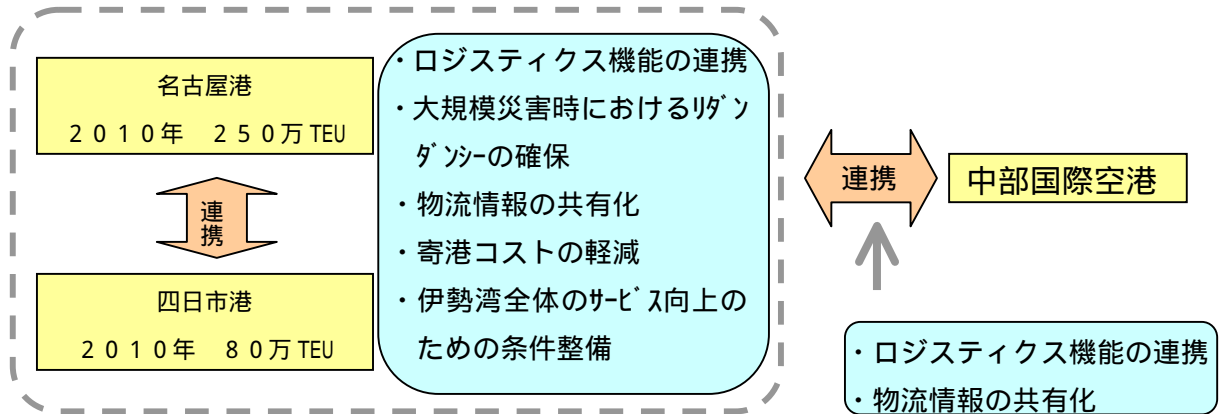 名古屋港
２０１０年　２５０万TEU
連携
四日市港
２０１０年　８０万TEU
・ロジスティクス機能の連携
・大規模災害時におけるﾘﾀﾞﾝ
ﾀﾞﾝｼｰの確保
・物流情報の共有化
・寄港コストの軽減
・伊勢湾全体のｻｰﾋﾞｽ向上の
ための条件整備
連携
中部国際空港
・ロジスティクス機能の連携
・物流情報の共有化